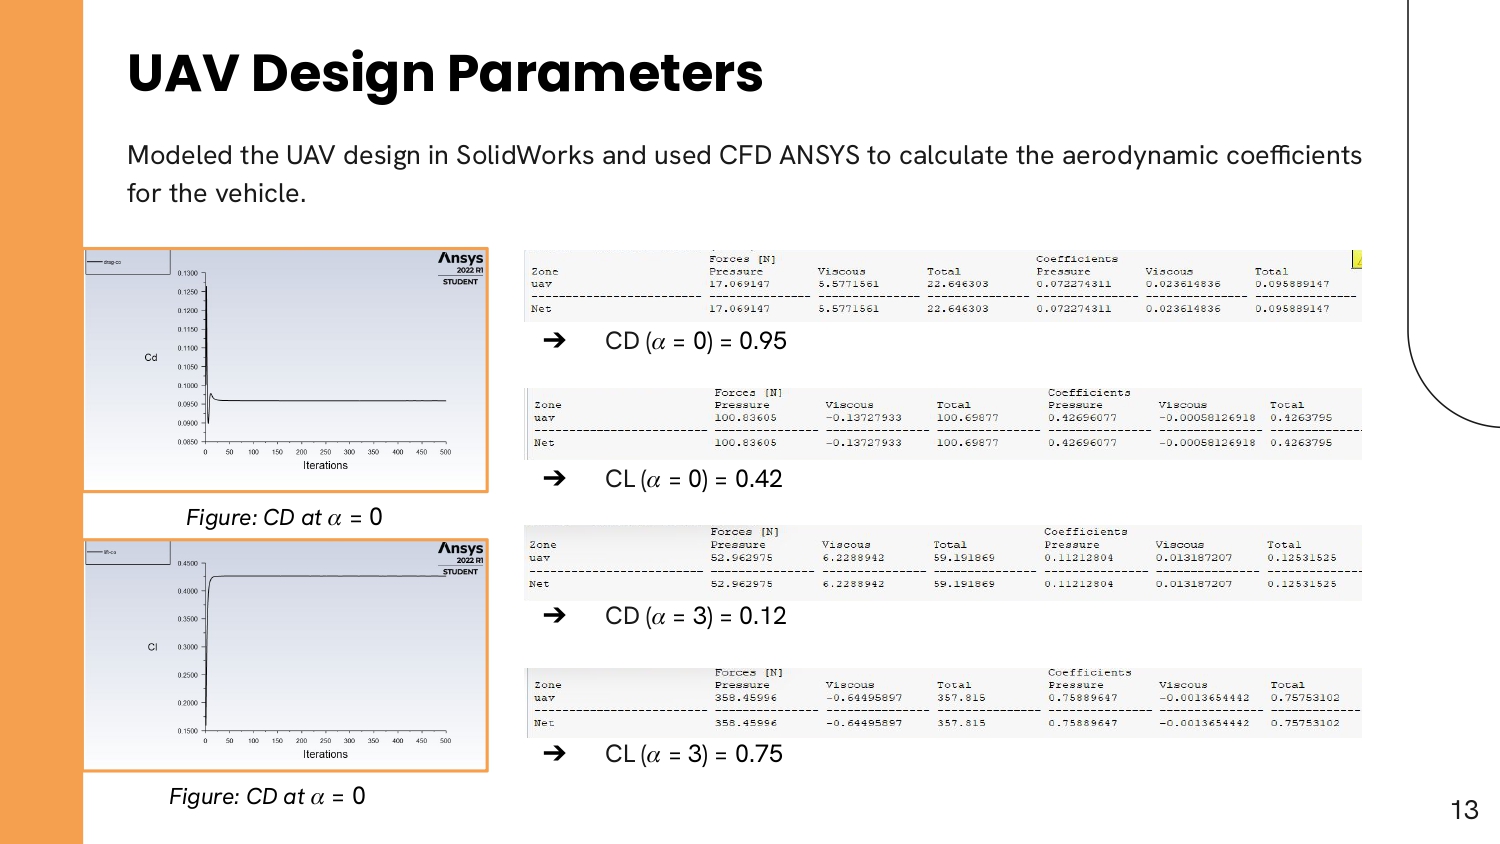 UAV Design Parameters
Modeled the UAV design in SolidWorks and used CFD ANSYS to calculate the aerodynamic coefficients
for the vehicle.
drag-co
Ansys
2022 R1
STUDENT
0.1300
0.1250
0.1200
0.1150
0.1100
0.1050
0.1000
0.0950
0.0900
0.0850
Cd
0 50 100 150 200 250 300 350 400 450 500
Iterations
Figure: CD at α = 0
lift-co
Ansys
2022 R1
STUDENT
0.4500
0.4000
0.3500
0.3000
0.2500
0.2000
0.1500
Cl
0 50 100 150 200 250 300 350 400 450 500
Iterations
Figure: CD at α = 0
Forces [N] Coefficients
Zone Pressure Viscous Total Pressure Viscous Total
uav 17.069147 5.5771561 22.646303 0.072274311 0.023614836 0.095889147
Net 17.069147 5.5771561 22.646303 0.072274311 0.023614836 0.095889147
➔ CD (α = 0) = 0.95
Forces [N] Coefficients
Zone Pressure Viscous Total Pressure Viscous Total
uav 100.83605 -0.13727933 100.69877 0.42696077 -0.00058126918 0.4263795
Net 100.83605 -0.13727933 100.69877 0.42696077 -0.00058126918 0.4263795
➔ CL (α = 0) = 0.42
Forces [N] Coefficients
Zone Pressure Viscous Total Pressure Viscous Total
uav 52.962975 6.2288942 59.191869 0.11212804 0.013187207 0.12531525
Net 52.962975 6.2288942 59.191869 0.11212804 0.013187207 0.12531525
➔ CD (α = 3) = 0.12
Forces [N] Coefficients
Zone Pressure Viscous Total Pressure Viscous Total
uav 358.45996 -0.64495897 357.815 0.75889647 -0.0013654442 0.75753102
Net 358.45996 -0.64495897 357.815 0.75889647 -0.0013654442 0.75753102
➔ CL (α = 3) = 0.75
13